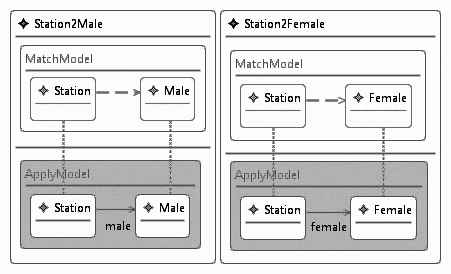 Station2Male
MatchModel
Station
Male
ApplyModel
Station
male
Male
Station2Female
MatchModel
Station
Female
ApplyModel
Station
female
Female